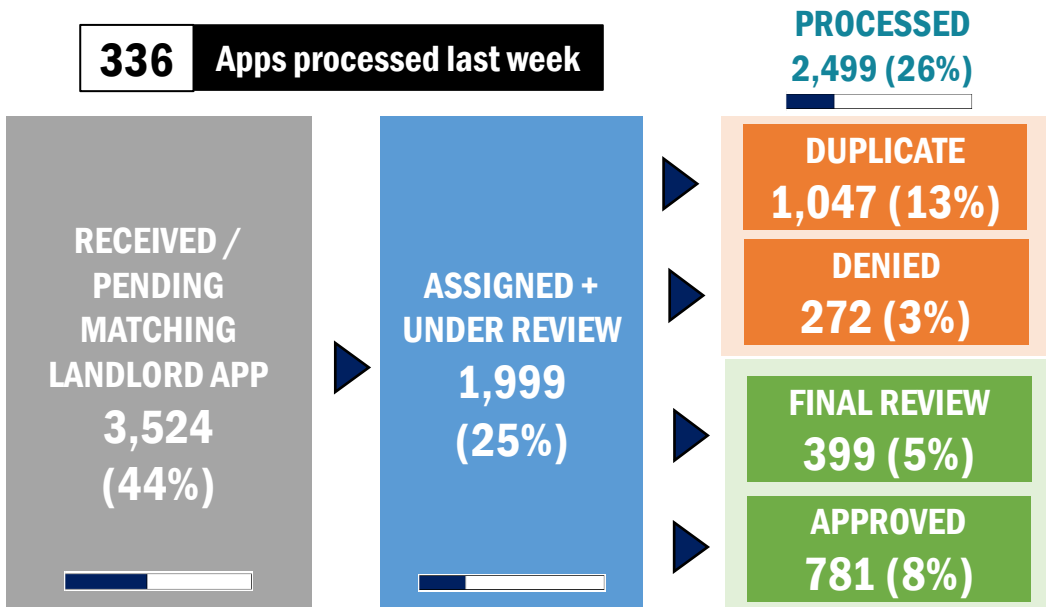 336 Apps processed last week
PROCESSED
2,499 (26%)
RECEIVED /
PENDING
MATCHING
LANDLORD APP
3,524
(44%)
ASSIGNED +
UNDER REVIEW
1,999
(25%)
DUPLICATE
1,047 (13%)
DENIED
272 (3%)
FINAL REVIEW
399 (5%)
APPROVED
781 (8%)